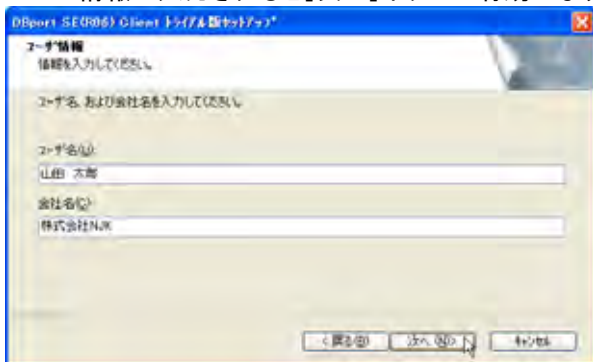 DBport SE(R06) Client トライアル版セットアップ
ユーザ情報
情報を入力してください。
ユーザ名、および会社名を入力してください。
ユーザ名(U)
山田 太郎
会社名(C)
株式会社NJK
< 戻る(B)
次へ(N) >
キャンセル